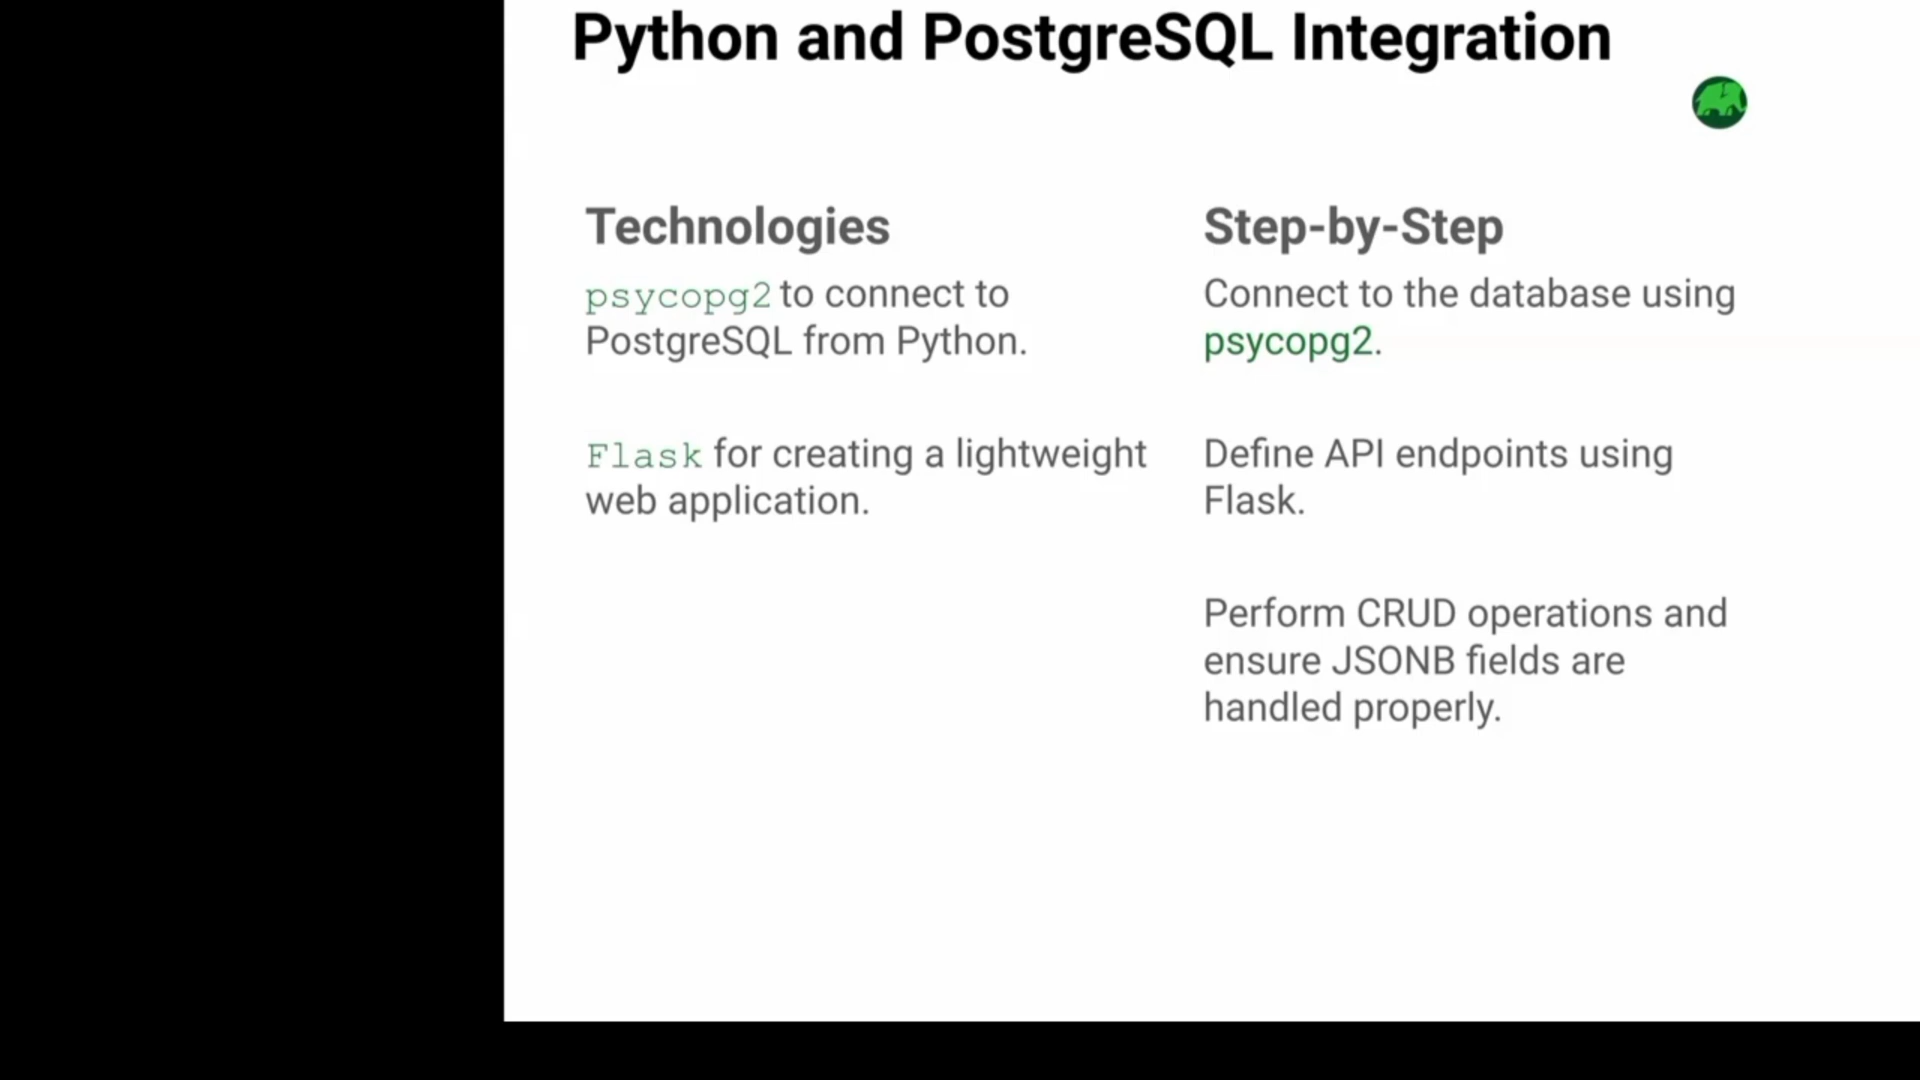 Python and PostgreSQL Integration
Technologies
psycopg2 to connect to
PostgreSQL from Python.
Flask for creating a lightweight
web application.
Step-by-Step
Connect to the database using
psycopg2.
Define API endpoints using
Flask.
Perform CRUD operations and
ensure JSONB fields are
handled properly.